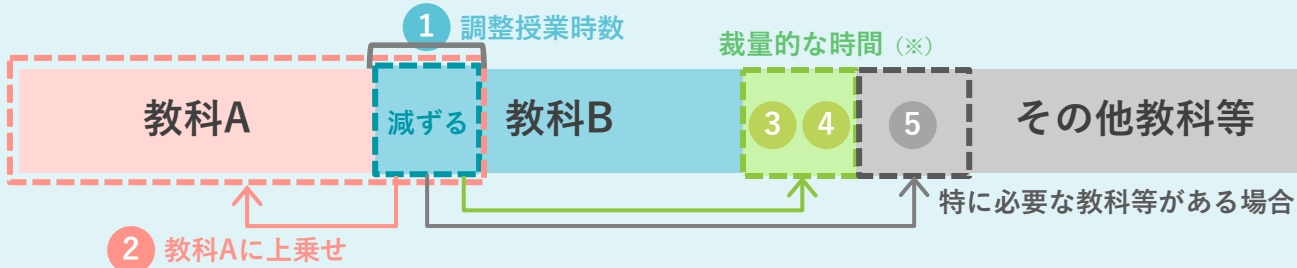 1 調整授業時数
裁量的な時間（※）
教科A
減ずる
教科B
3 4
5
その他教科等
特に必要な教科等がある場合
2 教科Aに上乗せ